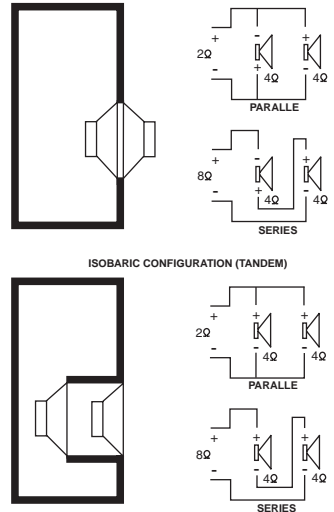 + - +
2Ω
- + -
4Ω 4Ω
PARALLE
+ - +
8Ω
- + -
4Ω 4Ω
SERIES
ISOBARIC CONFIGURATION (TANDEM)
+ + +
2Ω
- - -
4Ω 4Ω
PARALLE
+ + +
8Ω
- - -
4Ω 4Ω
SERIES